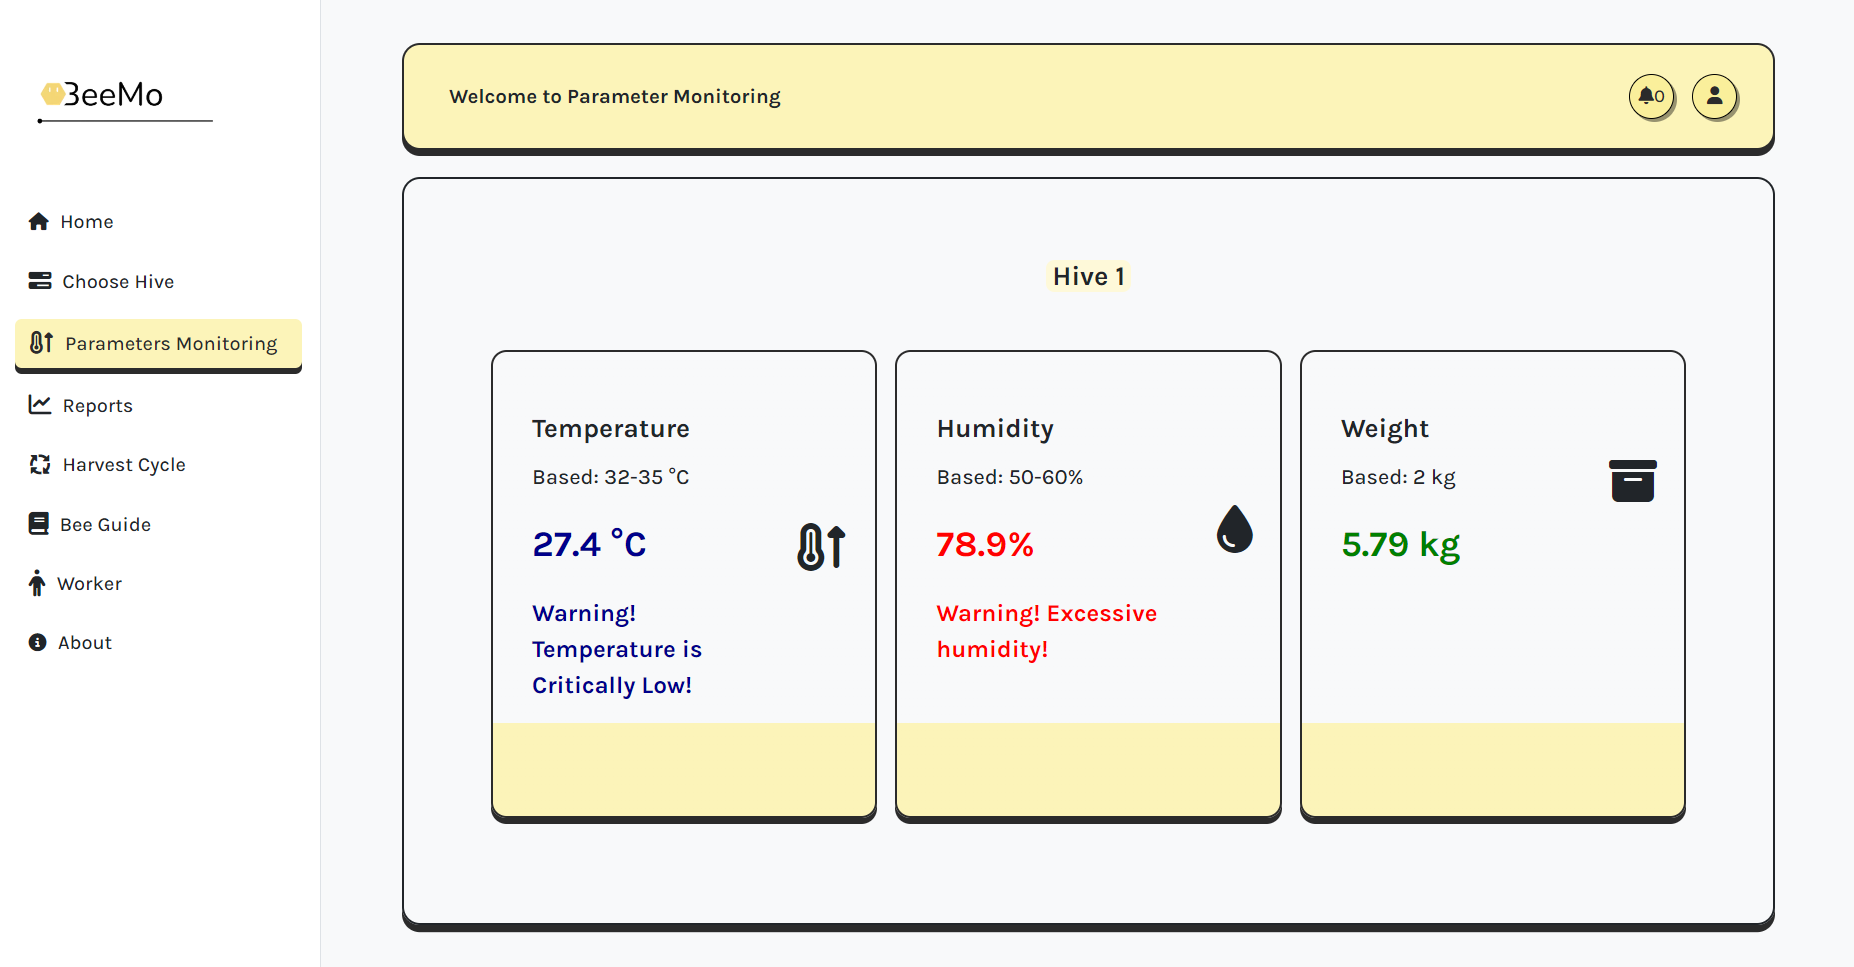 BeeMo
Home
Choose Hive
Parameters Monitoring
Reports
Harvest Cycle
Bee Guide
Worker
About
Welcome to Parameter Monitoring
0
Hive 1
Temperature
Based: 32-35 °C
27.4 °C
Warning!
Temperature is
Critically Low!
Humidity
Based: 50-60%
78.9%
Warning! Excessive
humidity!
Weight
Based: 2 kg
5.79 kg